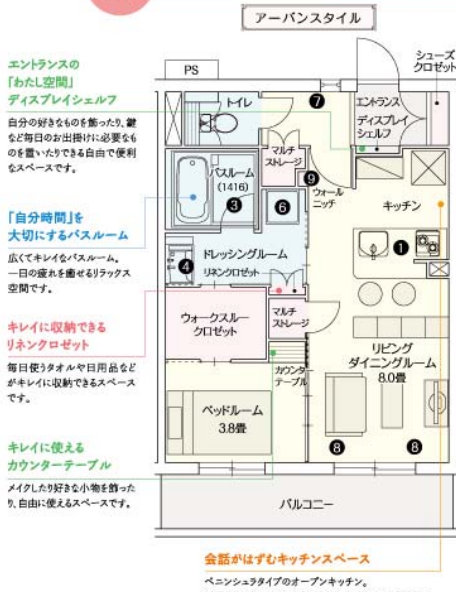 アーバンスタイル
エントランスの
「わたし空間」
ディスプレイシェルフ
自分の好きなものを飾ったり、鍵
など毎日のお出掛けに必要なも
のを置いたりできる自由で便利
なスペースです。
「自分時間」を
大切にするバスルーム
広くてキレイなバスルーム。
一日の疲れを癒せるリラックス
空間です。
キレイに収納できる
リネンクロゼット
毎日使うタオルや日用品など
がキレイに収納できるスペース
です。
キレイに使える
カウンターテーブル
メイクしたり好きな小物を飾った
り、自由に使えるスペースです。
PS
シューズ
クロゼット
トイレ
❼
エントランス
ディスプレイ
シェルフ
マルチ
ストレージ
バスルーム
(1416)
❸
❾
ウォール
ニッチ
❻
キッチン
❶
❹
ドレッシングルーム
リネンクロゼット
ウォークスルー
クロゼット
マルチ
ストレージ
カウンター
テーブル
リビング
ダイニングルーム
8.0畳
ベッドルーム
3.8畳
❽
❽
バルコニー
会話がはずむキッチンスペース
ペニンシュラタイプのオープンキッチン。